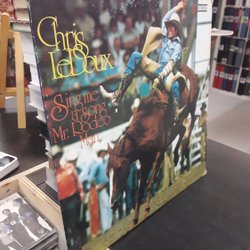 Chris
LeDoux
Sing me
a song
Mr. Rodeo
Man